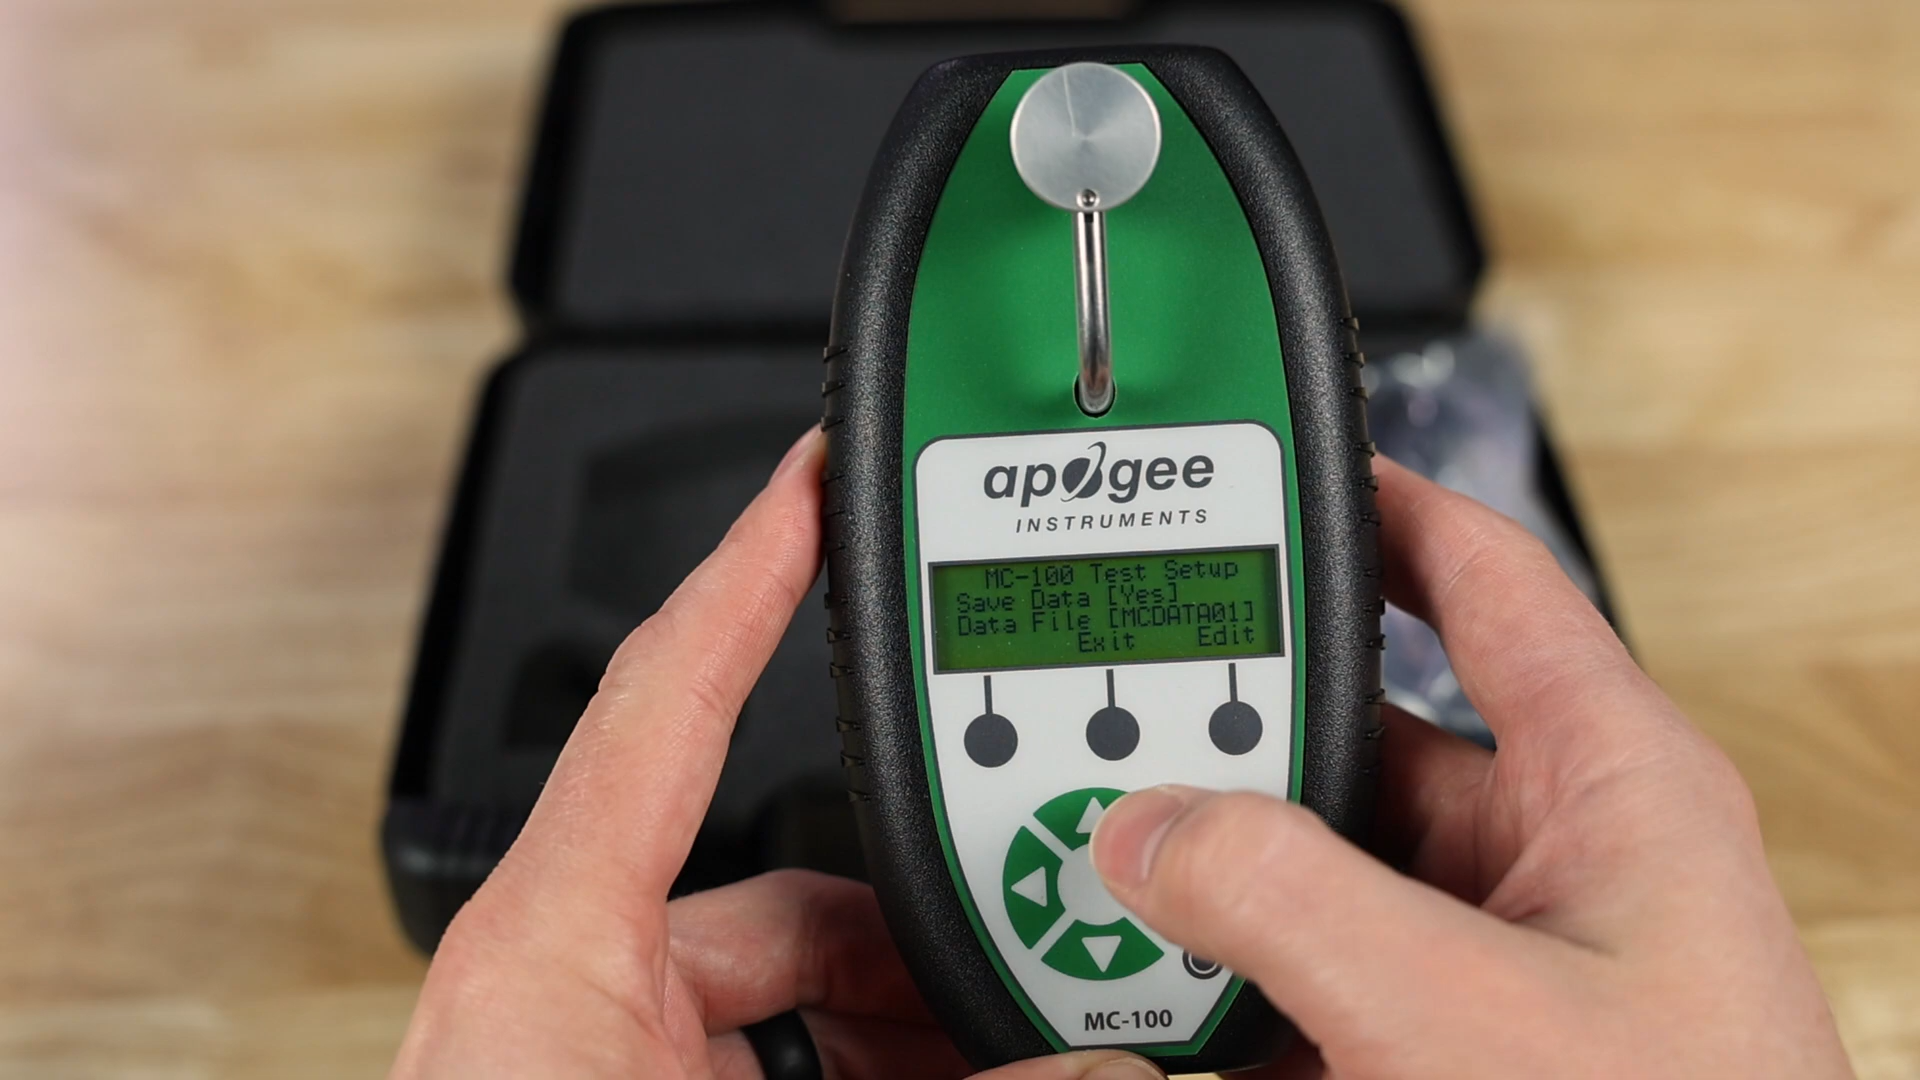 apogee
INSTRUMENTS
MC-100 Test Setup
Save Data [Yes]
Data File [MCDATA01]
Exit Edit
MC-100